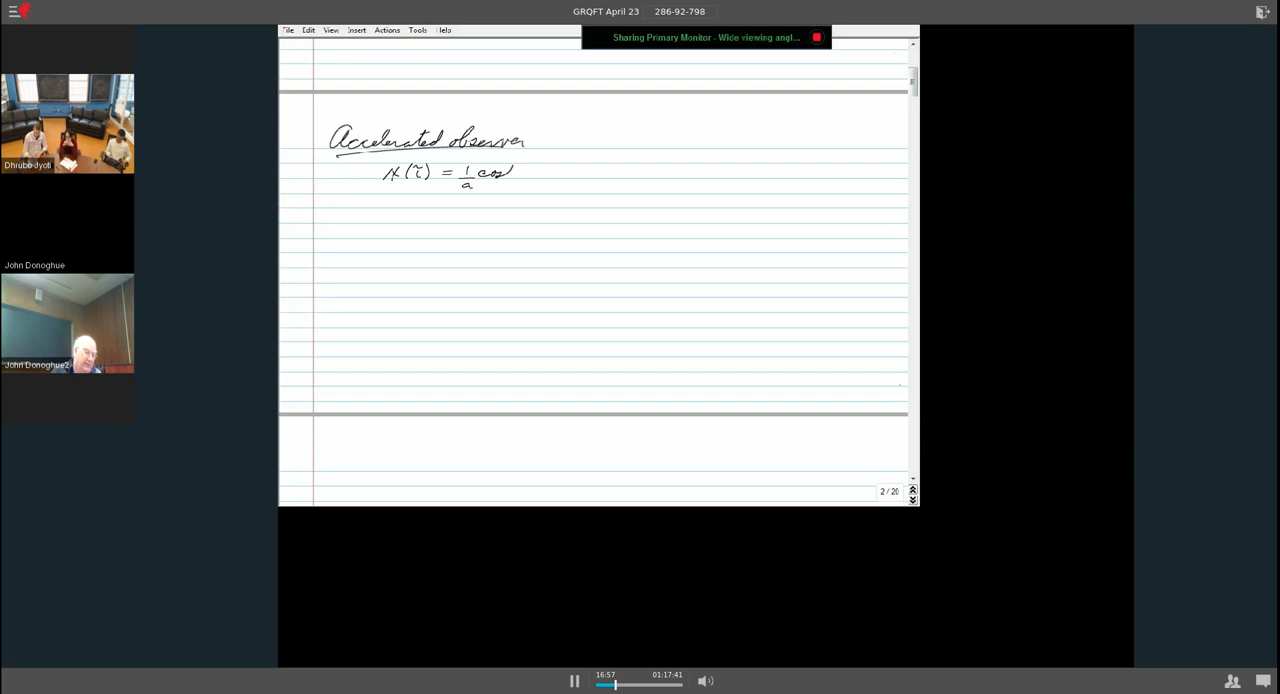 GRQFT April 23 286-92-798
File Edit View Insert Actions Tools Help
Sharing Primary Monitor - Wide viewing angl...
Accelerated observer
x(τ) = 1/a cos
Dhrubo Jyoti
John Donoghue
John Donoghue2
2 / 20
16:57 01:17:41